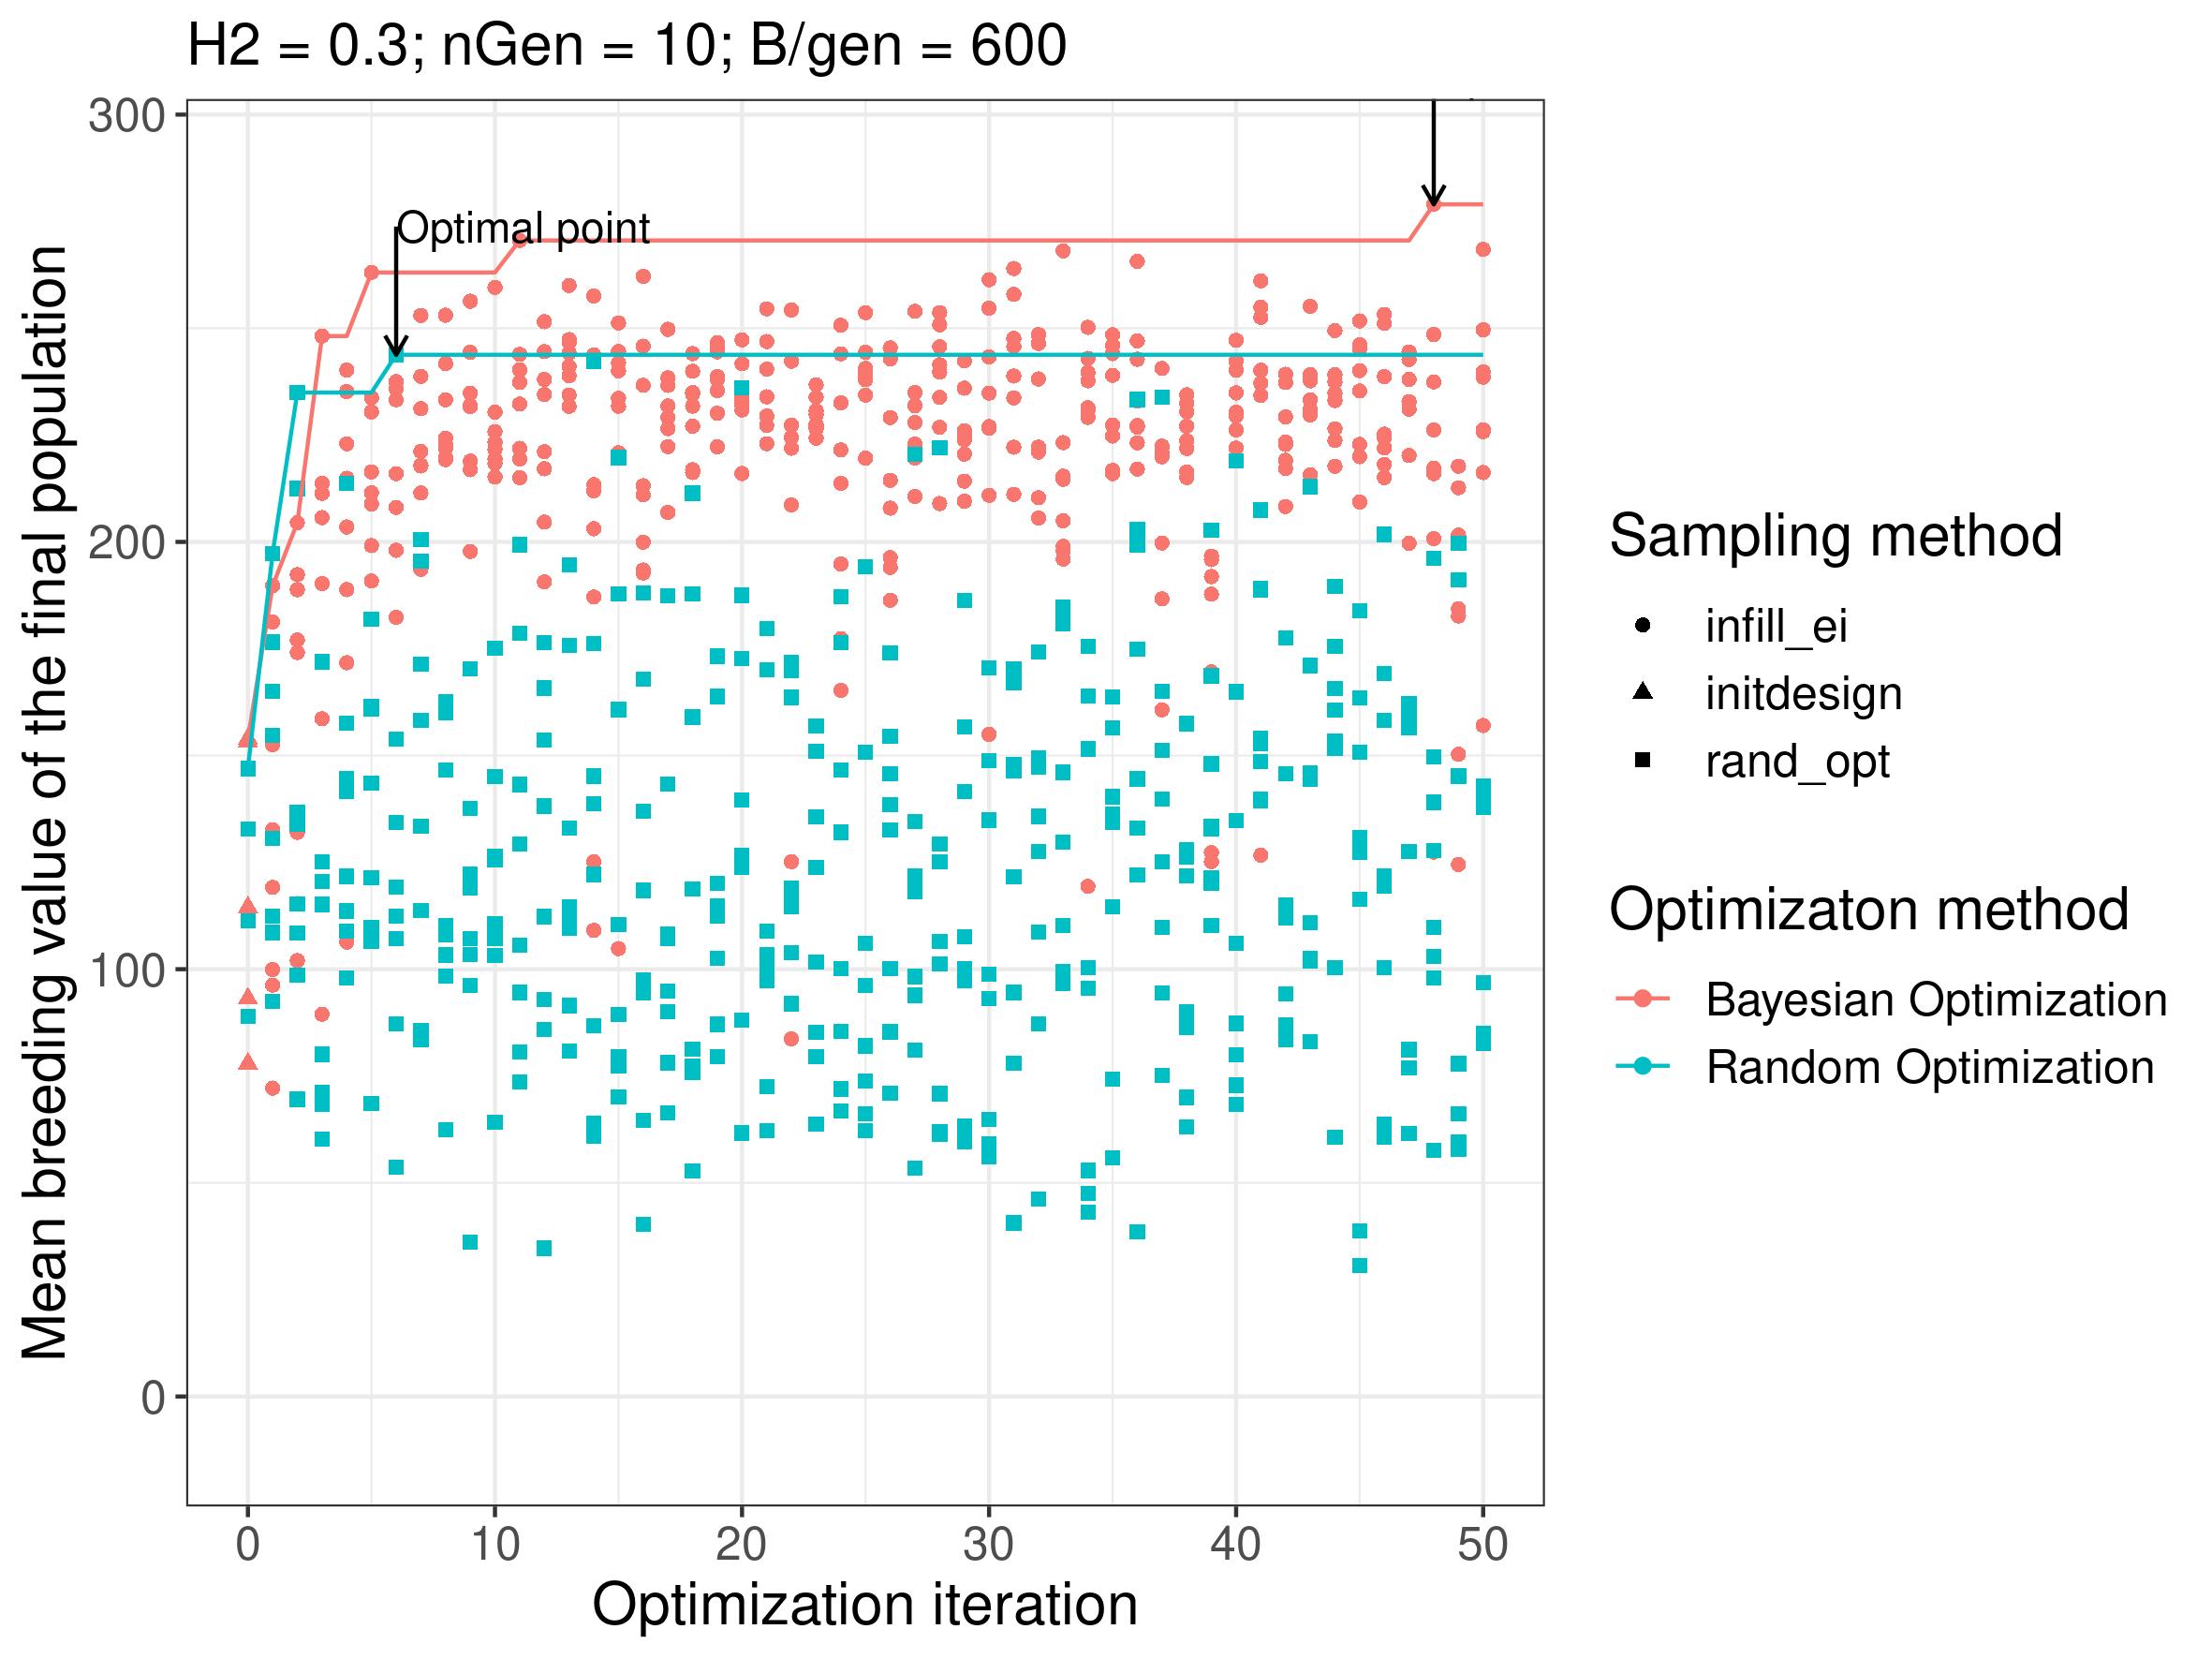 H2 = 0.3; nGen = 10; B/gen = 600
Mean breeding value of the final population
300
200
100
0
Optimal point
0 10 20 30 40 50
Optimization iteration
Sampling method
infill_ei
initdesign
rand_opt
Optimizaton method
Bayesian Optimization
Random Optimization